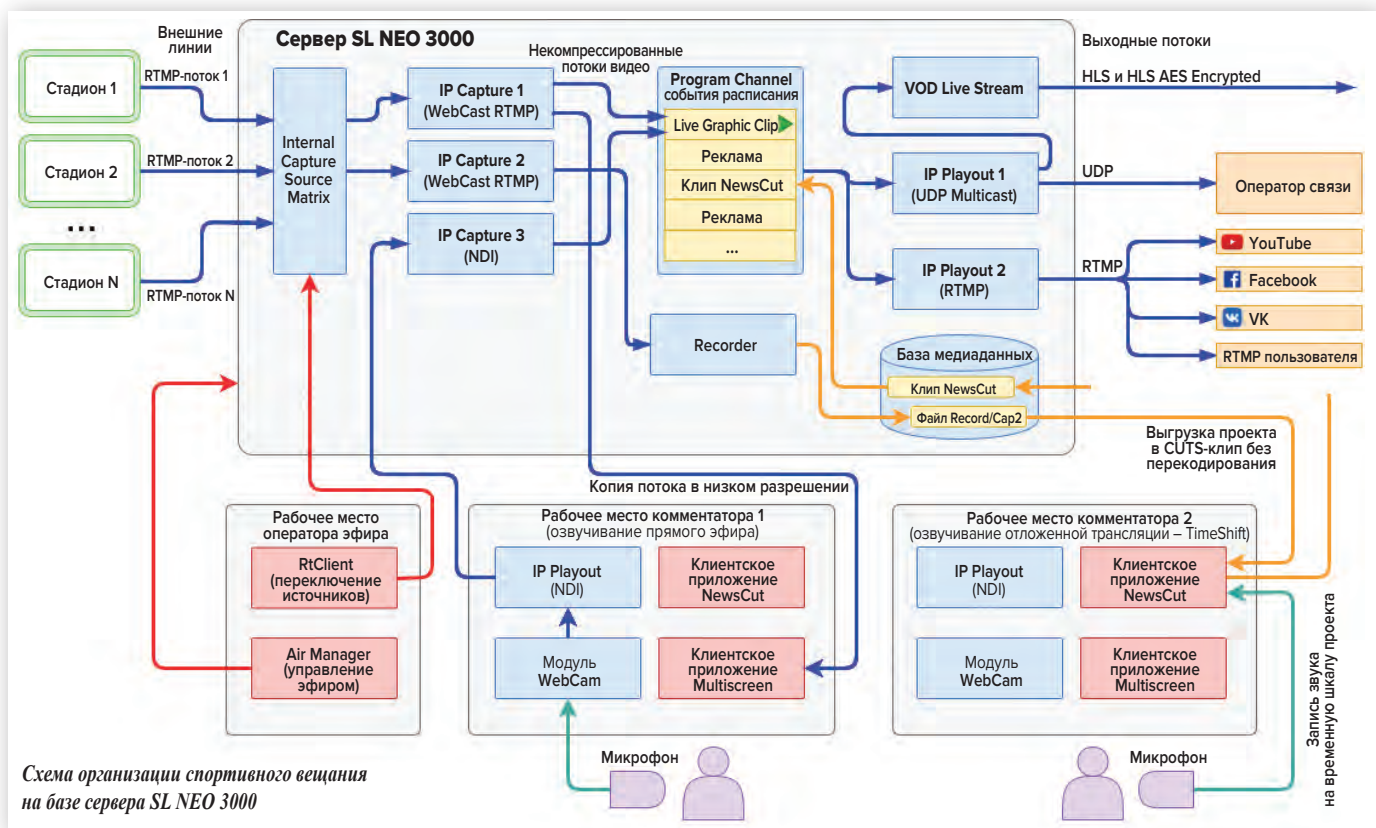 Внешние
линии
Сервер SL NEO 3000
Некомпрессированные
потоки видео
Выходные потоки
Стадион 1
RTMP-поток 1
Стадион 2
RTMP-поток 2
...
Стадион N
RTMP-поток N
Internal
Capture
Source
Matrix
IP Capture 1
(WebCast RTMP)
IP Capture 2
(WebCast RTMP)
IP Capture 3
(NDI)
Program Channel
события расписания
Live Graphic Clip
Реклама
Клип NewsCut
Реклама
...
Recorder
VOD Live Stream
HLS и HLS AES Encrypted
IP Playout 1
(UDP Multicast)
UDP
Оператор связи
IP Playout 2
(RTMP)
RTMP
YouTube
Facebook
VK
RTMP пользователя
База медиаданных
Клип NewsCut
Файл Record/Cap2
Выгрузка проекта
в CUTS-клип без
перекодирования
Копия потока в низком разрешении
Рабочее место
оператора эфира
RtClient
(переключение
источников)
Air Manager
(управление
эфиром)
Рабочее место комментатора 1
(озвучивание прямого эфира)
IP Playout
(NDI)
Клиентское
приложение
NewsCut
Модуль
WebCam
Клиентское
приложение
Multiscreen
Микрофон
Рабочее место комментатора 2
(озвучивание отложенной трансляции – TimeShift)
IP Playout
(NDI)
Клиентское
приложение
NewsCut
Модуль
WebCam
Клиентское
приложение
Multiscreen
Микрофон
Запись звука
на временную шкалу проекта
Схема организации спортивного вещания
на базе сервера SL NEO 3000